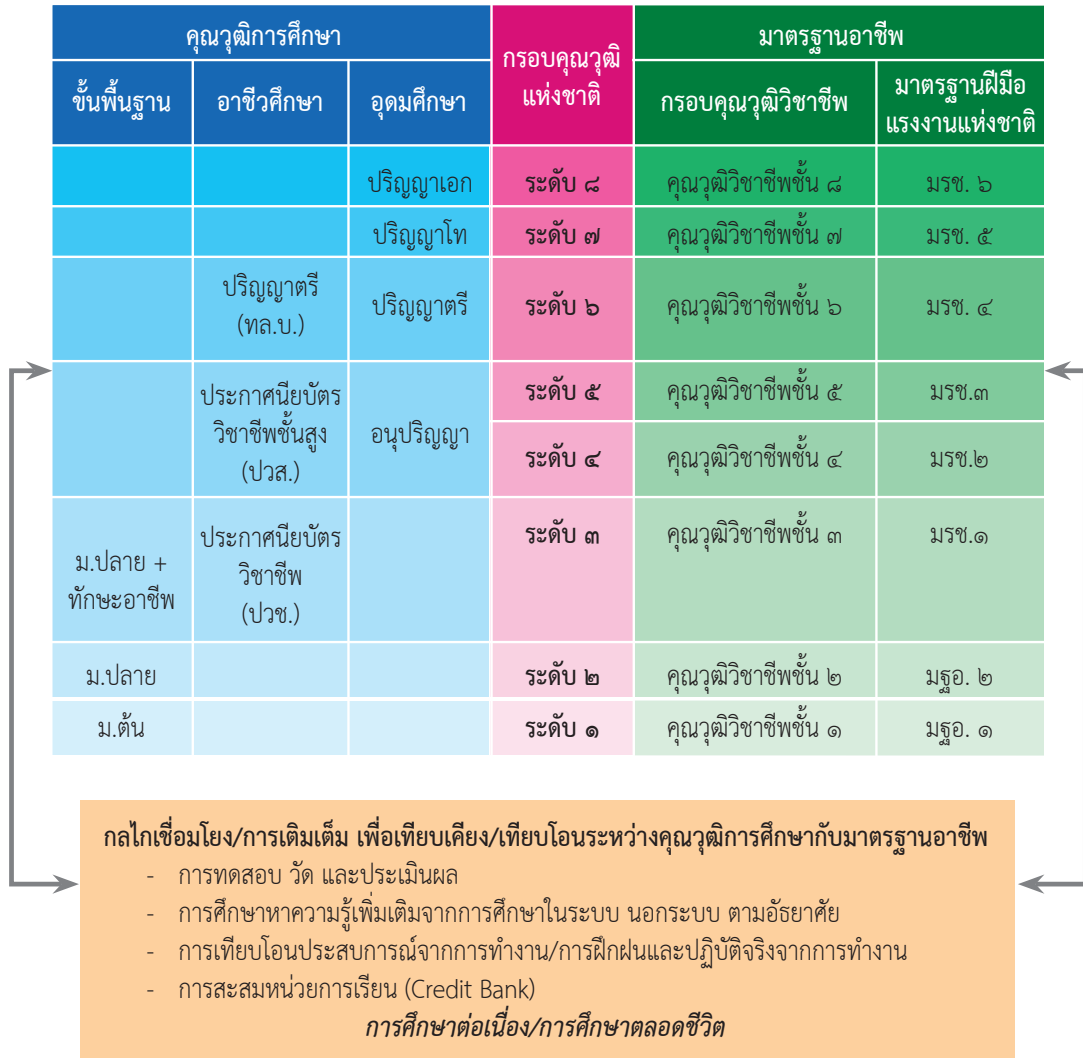 คุณวุฒิการศึกษา
กรอบคุณวุฒิ
แห่งชาติ
มาตรฐานอาชีพ
ขั้นพื้นฐาน
อาชีวศึกษา
อุดมศึกษา
กรอบคุณวุฒิวิชาชีพ
มาตรฐานฝีมือ
แรงงานแห่งชาติ
ปริญญาเอก
ระดับ ๘
คุณวุฒิวิชาชีพชั้น ๘
มรช. ๖
ปริญญาโท
ระดับ ๗
คุณวุฒิวิชาชีพชั้น ๗
มรช. ๕
ปริญญาตรี
(ทล.บ.)
ปริญญาตรี
ระดับ ๖
คุณวุฒิวิชาชีพชั้น ๖
มรช. ๔
ประกาศนียบัตร
วิชาชีพชั้นสูง
(ปวส.)
อนุปริญญา
ระดับ ๕
คุณวุฒิวิชาชีพชั้น ๕
มรช.๓
ระดับ ๔
คุณวุฒิวิชาชีพชั้น ๔
มรช.๒
ม.ปลาย +
ทักษะอาชีพ
ประกาศนียบัตร
วิชาชีพ
(ปวช.)
ระดับ ๓
คุณวุฒิวิชาชีพชั้น ๓
มรช.๑
ม.ปลาย
ระดับ ๒
คุณวุฒิวิชาชีพชั้น ๒
มฐอ. ๒
ม.ต้น
ระดับ ๑
คุณวุฒิวิชาชีพชั้น ๑
มฐอ. ๑
กลไกเชื่อมโยง/การเติมเต็ม เพื่อเทียบเคียง/เทียบโอนระหว่างคุณวุฒิการศึกษากับมาตรฐานอาชีพ
- การทดสอบ วัด และประเมินผล
- การศึกษาหาความรู้เพิ่มเติมจากการศึกษาในระบบ นอกระบบ ตามอัธยาศัย
- การเทียบโอนประสบการณ์จากการทำงาน/การฝึกฝนและปฏิบัติจริงจากการทำงาน
- การสะสมหน่วยการเรียน (Credit Bank)
การศึกษาต่อเนื่อง/การศึกษาตลอดชีวิต